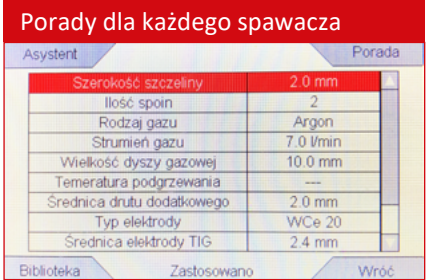 Porady dla każdego spawacza
Asystent Porada
Szerokość szczeliny 2.0 mm
Ilość spoin 2
Rodzaj gazu Argon
Strumień gazu 7.0 l/min
Wielkość dyszy gazowej 10.0 mm
Temeratura podgrzewania ---
Średnica drutu dodatkowego 2.0 mm
Typ elektrody WCe 20
Średnica elektrody TIG 2.4 mm
Biblioteka Zastosowano Wróć